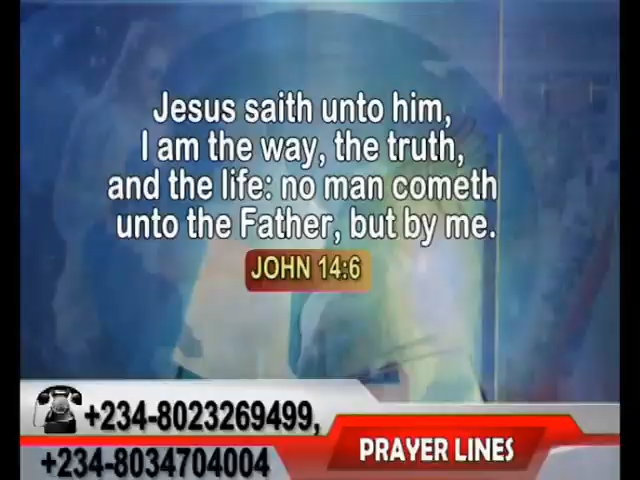 Jesus saith unto him,
I am the way, the truth,
and the life: no man cometh
unto the Father, but by me.
JOHN 14:6
+234-8023269499,
+234-8034704004
PRAYER LINES